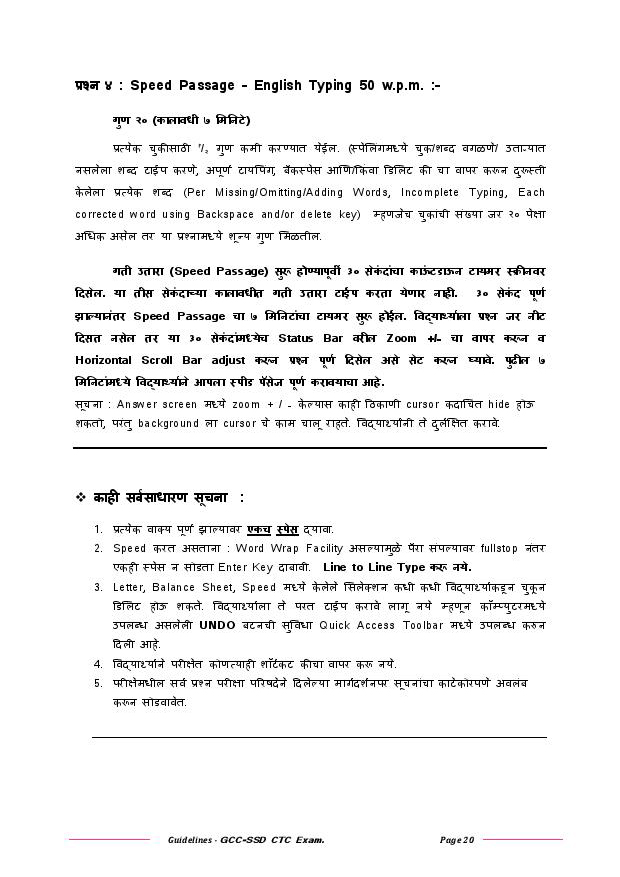 प्रश्न ४ : Speed Passage – English Typing 50 w.p.m. :-
गुण २० (कालावधी ७ मिनिटे)
प्रत्येक चुकीसाठी १/२ गुण कमी करण्यात येईल. (स्पेलिंगमध्ये चुक/शब्द वगळणे/ उताऱ्यात
नसलेला शब्द टाईप करणे, अपूर्ण टायपिंग, बॅकस्पेस आणि/किंवा डिलिट की चा वापर करून दुरुस्ती
केलेला प्रत्येक शब्द (Per Missing/Omitting/Adding Words, Incomplete Typing, Each
corrected word using Backspace and/or delete key) म्हणजेच चुकांची संख्या जर २० पेक्षा
अधिक असेल तर या प्रश्नामध्ये शून्य गुण मिळतील.
गती उतारा (Speed Passage) सुरू होण्यापूर्वी ३० सेकंदांचा काऊंटडाऊन टायमर स्क्रीनवर
दिसेल. या तीस सेकंदाच्या कालावधीत गती उतारा टाईप करता येणार नाही. ३० सेकंद पूर्ण
झाल्यानंतर Speed Passage चा ७ मिनिटांचा टायमर सुरू होईल. विद्यार्थ्याला प्रश्न जर नीट
दिसत नसेल तर या ३० सेकंदांमध्येच Status Bar वरील Zoom +/- चा वापर करून व
Horizontal Scroll Bar adjust करून प्रश्न पूर्ण दिसेल असे सेट करून घ्यावे. पुढील ७
मिनिटांमध्ये विद्यार्थ्याने आपला स्पीड पॅसेज पूर्ण करावयाचा आहे.
सूचना : Answer screen मध्ये zoom + / - केल्यास काही ठिकाणी cursor कदाचित hide होऊ
शकतो, परंतु background ला cursor चे काम चालू राहते. विद्यार्थ्यांनी ते दुर्लक्षित करावे.
❖ काही सर्वसाधारण सूचना :
1. प्रत्येक वाक्य पूर्ण झाल्यावर एकच स्पेस द्यावा.
2. Speed करत असताना : Word Wrap Facility असल्यामुळे पॅरा संपल्यावर fullstop नंतर
एकही स्पेस न सोडता Enter Key दाबावी. Line to Line Type करू नये.
3. Letter, Balance Sheet, Speed मध्ये केलेले सिलेक्शन कधी कधी विद्यार्थ्याकडून चुकून
डिलिट होऊ शकते. विद्यार्थ्याला ते परत टाईप करावे लागू नये म्हणून कॉम्प्युटरमध्ये
उपलब्ध असलेली UNDO बटनची सुविधा Quick Access Toolbar मध्ये उपलब्ध करुन
दिली आहे.
4. विद्यार्थ्याने परीक्षेत कोणत्याही शॉर्टकट कीचा वापर करू नये.
5. परीक्षेमधील सर्व प्रश्न परीक्षा परिषदेने दिलेल्या मार्गदर्शनपर सूचनांचा काटेकोरपणे अवलंब
करून सोडवावेत.
Guidelines - GCC-SSD CTC Exam. Page 20